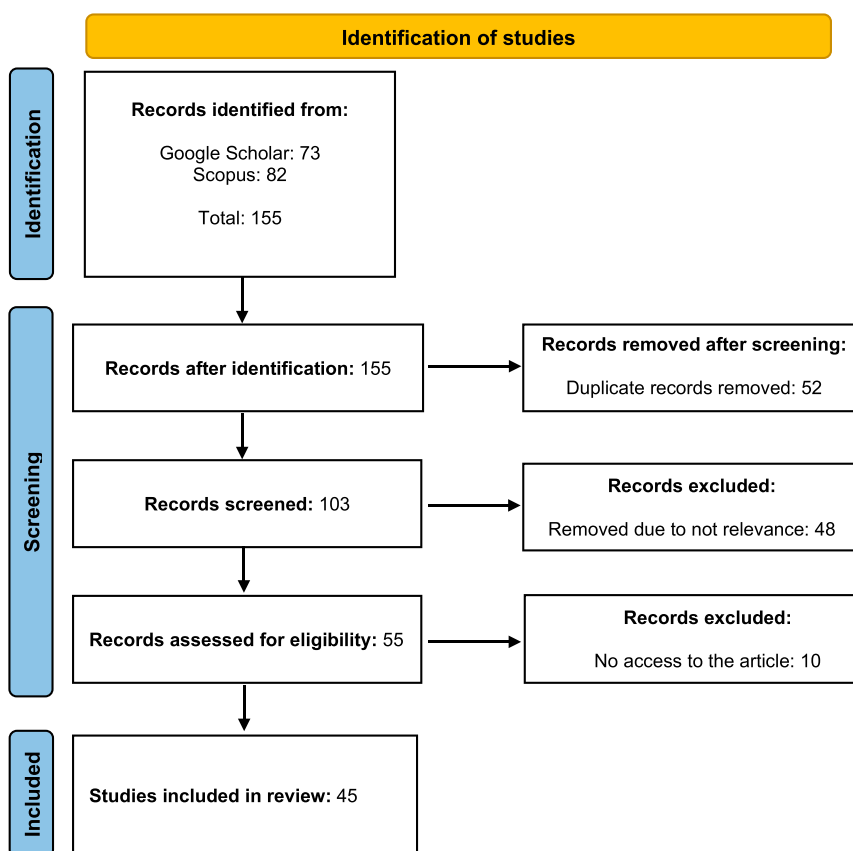 Identification of studies
Identification
Records identified from:
Google Scholar: 73
Scopus: 82
Total: 155
Screening
Records after identification: 155
Records removed after screening:
Duplicate records removed: 52
Records screened: 103
Records excluded:
Removed due to not relevance: 48
Records assessed for eligibility: 55
Records excluded:
No access to the article: 10
Included
Studies included in review: 45